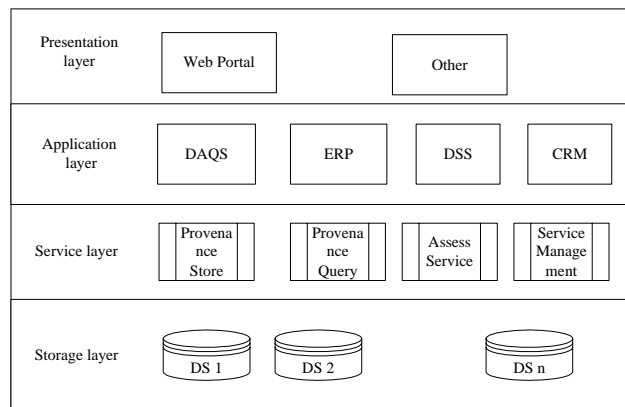 Presentation
layer
Web Portal
Other
Application
layer
DAQS
ERP
DSS
CRM
Service layer
Provena
nce
Store
Provena
nce
Query
Assess
Service
Service
Manage
ment
Storage layer
DS 1
DS 2
DS n